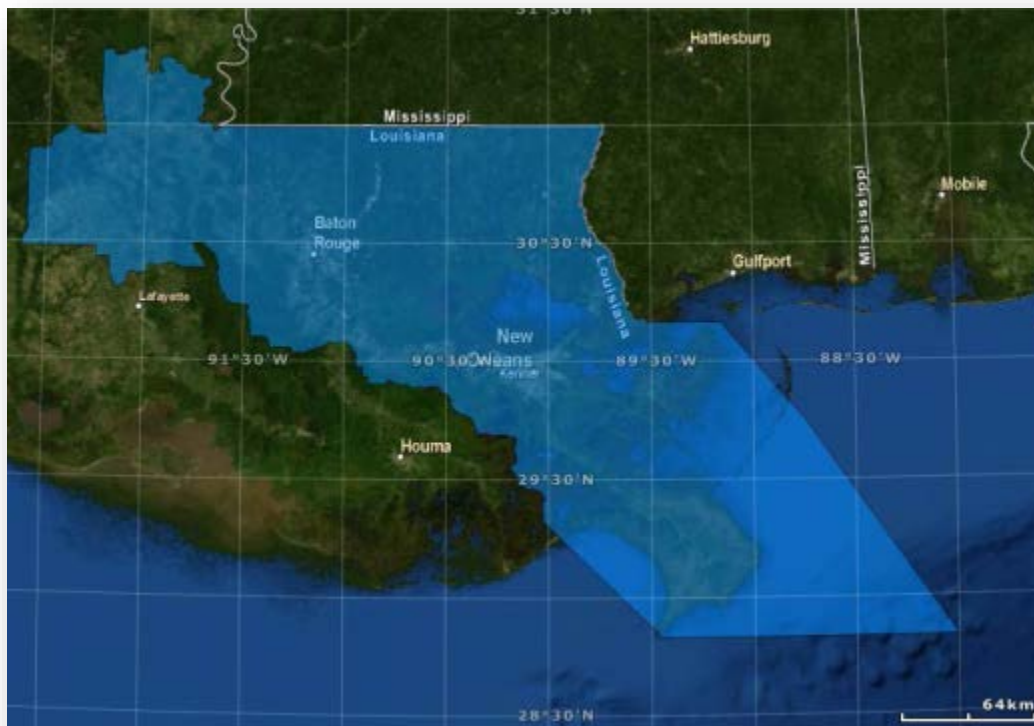 31°30'N
Hattiesburg
Mississippi
Louisiana
Mississippi
Mobile
Baton
Rouge
30°30'N
Gulfport
Louisiana
Lafayette
New
Orleans
91°30'W
90°30'W
89°30'W
88°30'W
Kenner
Houma
29°30'N
64km
28°30'N